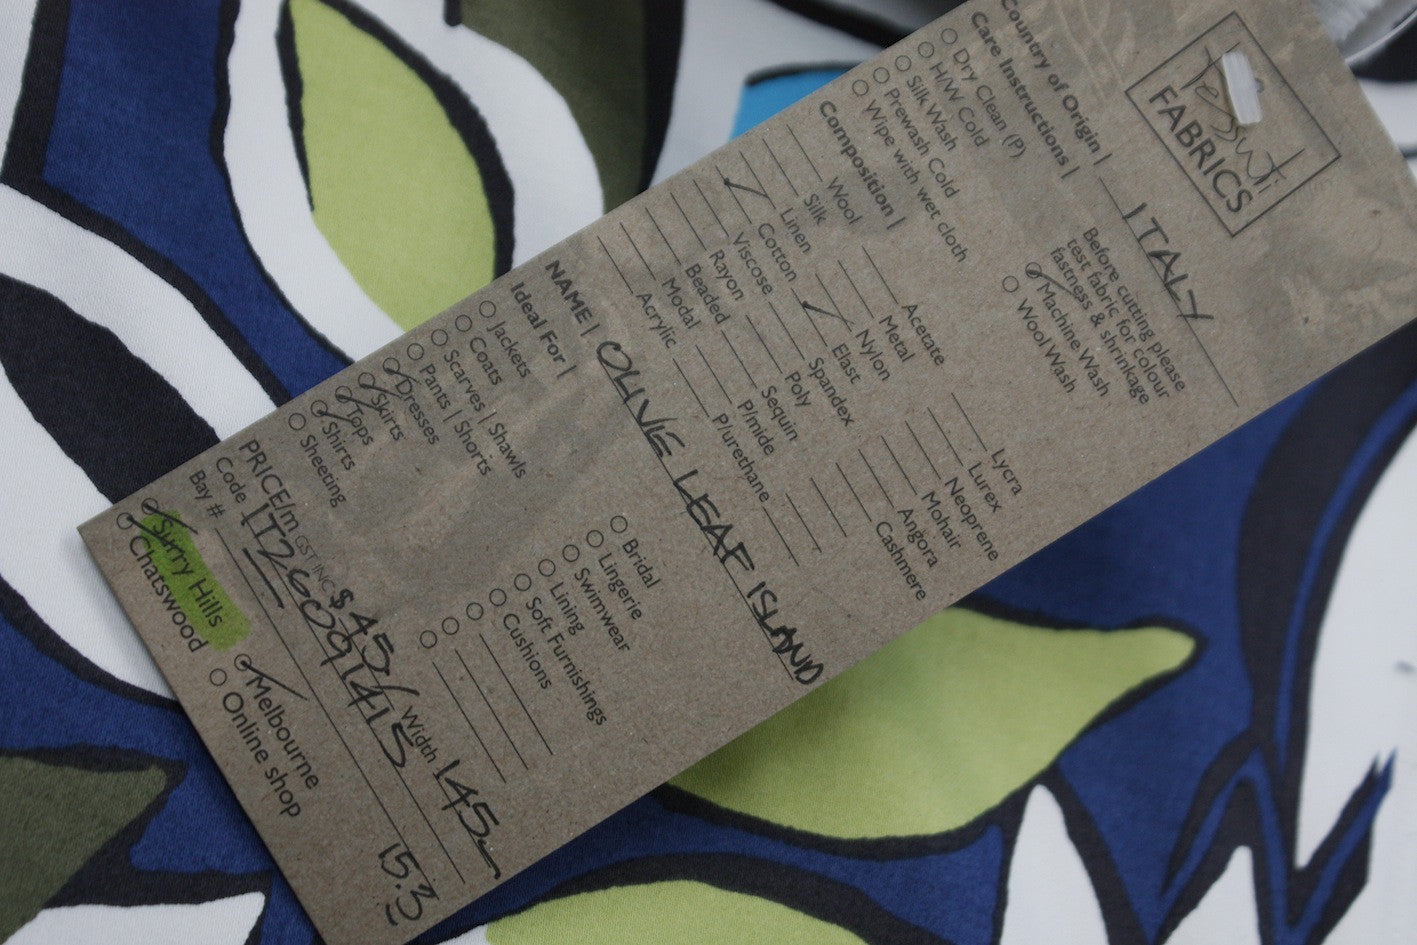 Tessuti
FABRICS
Country of Origin | ITALY
Care Instructions |
Dry Clean (P)
H/W Cold
Silk Wash
Prewash Cold
Wipe with wet cloth
Before cutting please
test fabric for colour
fastness & shrinkage
Machine Wash
Wool Wash
Composition |
Wool
Silk
Linen
Cotton
Viscose
Rayon
Beaded
Modal
Acrylic
Acetate
Metal
Nylon
Elast
Spandex
Poly
Sequin
P/mide
P/urethane
Lycra
Lurex
Neoprene
Mohair
Angora
Cashmere
NAME | OLIVE LEAF ISLAND
Ideal For |
Jackets
Coats
Scarves | Shawls
Pants | Shorts
Dresses
Skirts
Tops
Shirts
Sheeting
Bridal
Lingerie
Swimwear
Lining
Soft Furnishings
Cushions
PRICE/m GST INC $45/ Width 145
Code IT26091415
Bay # 15.3
Surry Hills
Chatswood
Melbourne
Online shop